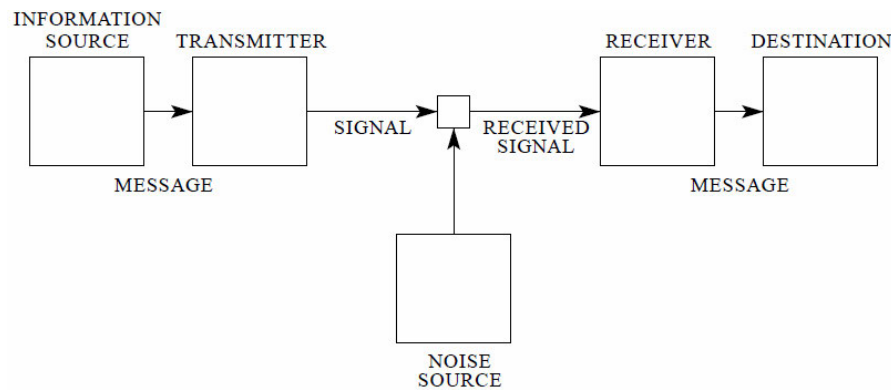 INFORMATION
SOURCE
TRANSMITTER
RECEIVER
DESTINATION
SIGNAL
RECEIVED
SIGNAL
MESSAGE
MESSAGE
NOISE
SOURCE